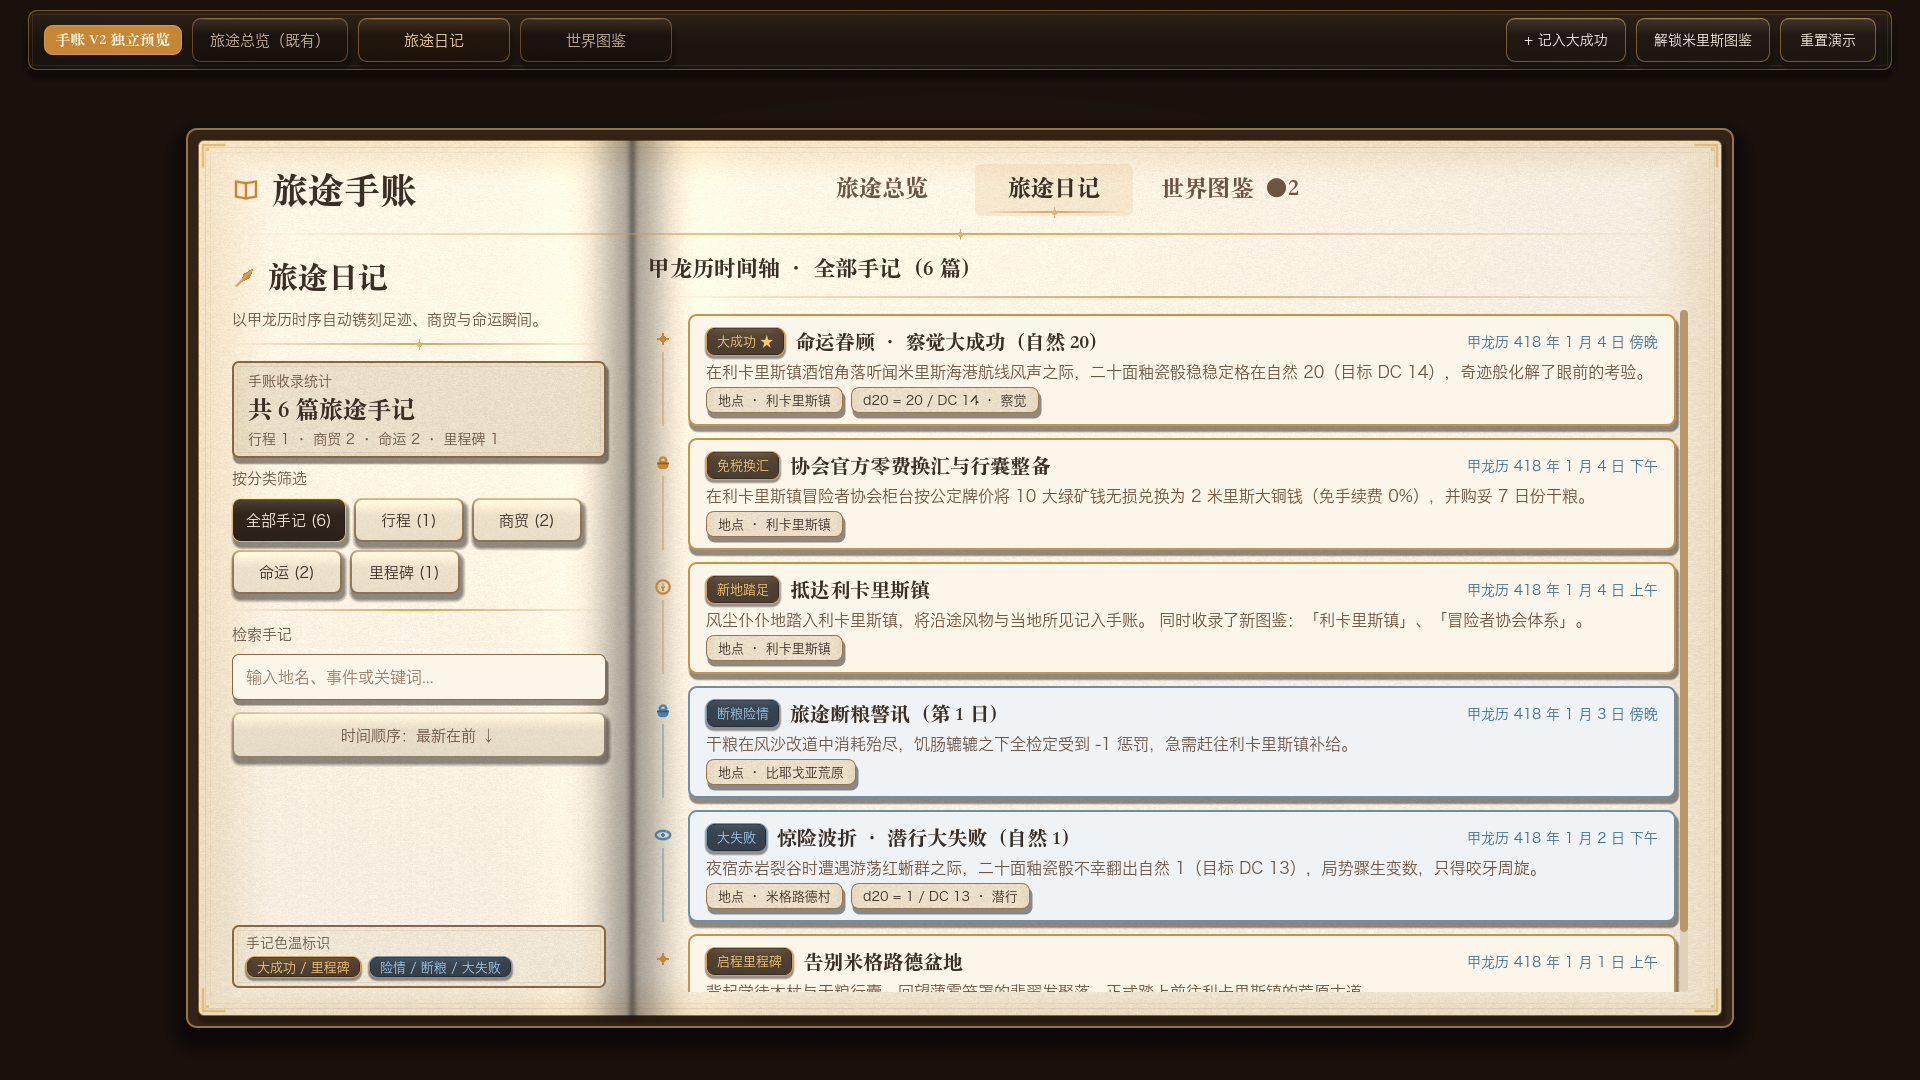 手账 V2 独立预览
旅途总览（既有）
旅途日记
世界图鉴
+ 记入大成功
解锁米里斯图鉴
重置演示
旅途手账
旅途总览
旅途日记
世界图鉴 ●2
旅途日记
以甲龙历时序自动镌刻足迹、商贸与命运瞬间。
手账收录统计
共 6 篇旅途手记
行程 1 · 商贸 2 · 命运 2 · 里程碑 1
按分类筛选
全部手记 (6)
行程 (1)
商贸 (2)
命运 (2)
里程碑 (1)
检索手记
输入地名、事件或关键词...
时间顺序：最新在前 ↓
手记色温标识
大成功 / 里程碑
险情 / 断粮 / 大失败
甲龙历时间轴 · 全部手记（6 篇）
大成功 ★ 命运眷顾 · 察觉大成功（自然 20） 甲龙历 418 年 1 月 4 日 傍晚
在利卡里斯镇酒馆角落听闻米里斯海港航线风声之际，二十面釉瓷骰稳稳定格在自然 20（目标 DC 14），奇迹般化解了眼前的考验。
地点 · 利卡里斯镇 d20 = 20 / DC 14 · 察觉
免税换汇 协会官方零费换汇与行囊整备 甲龙历 418 年 1 月 4 日 下午
在利卡里斯镇冒险者协会柜台按公定牌价将 10 大绿矿钱无损兑换为 2 米里斯大铜钱（免手续费 0%），并购妥 7 日份干粮。
地点 · 利卡里斯镇
新地踏足 抵达利卡里斯镇 甲龙历 418 年 1 月 4 日 上午
风尘仆仆地踏入利卡里斯镇，将沿途风物与当地所见记入手账。 同时收录了新图鉴：「利卡里斯镇」、「冒险者协会体系」。
地点 · 利卡里斯镇
断粮险情 旅途断粮警讯（第 1 日） 甲龙历 418 年 1 月 3 日 傍晚
干粮在风沙改道中消耗殆尽，饥肠辘辘之下全检定受到 -1 惩罚，急需赶往利卡里斯镇补给。
地点 · 比耶戈亚荒原
大失败 惊险波折 · 潜行大失败（自然 1） 甲龙历 418 年 1 月 2 日 下午
夜宿赤岩裂谷时遭遇游荡红蜥群之际，二十面釉瓷骰不幸翻出自然 1（目标 DC 13），局势骤生变数，只得咬牙周旋。
地点 · 米格路德村 d20 = 1 / DC 13 · 潜行
启程里程碑 告别米格路德盆地 甲龙历 418 年 1 月 1 日 上午